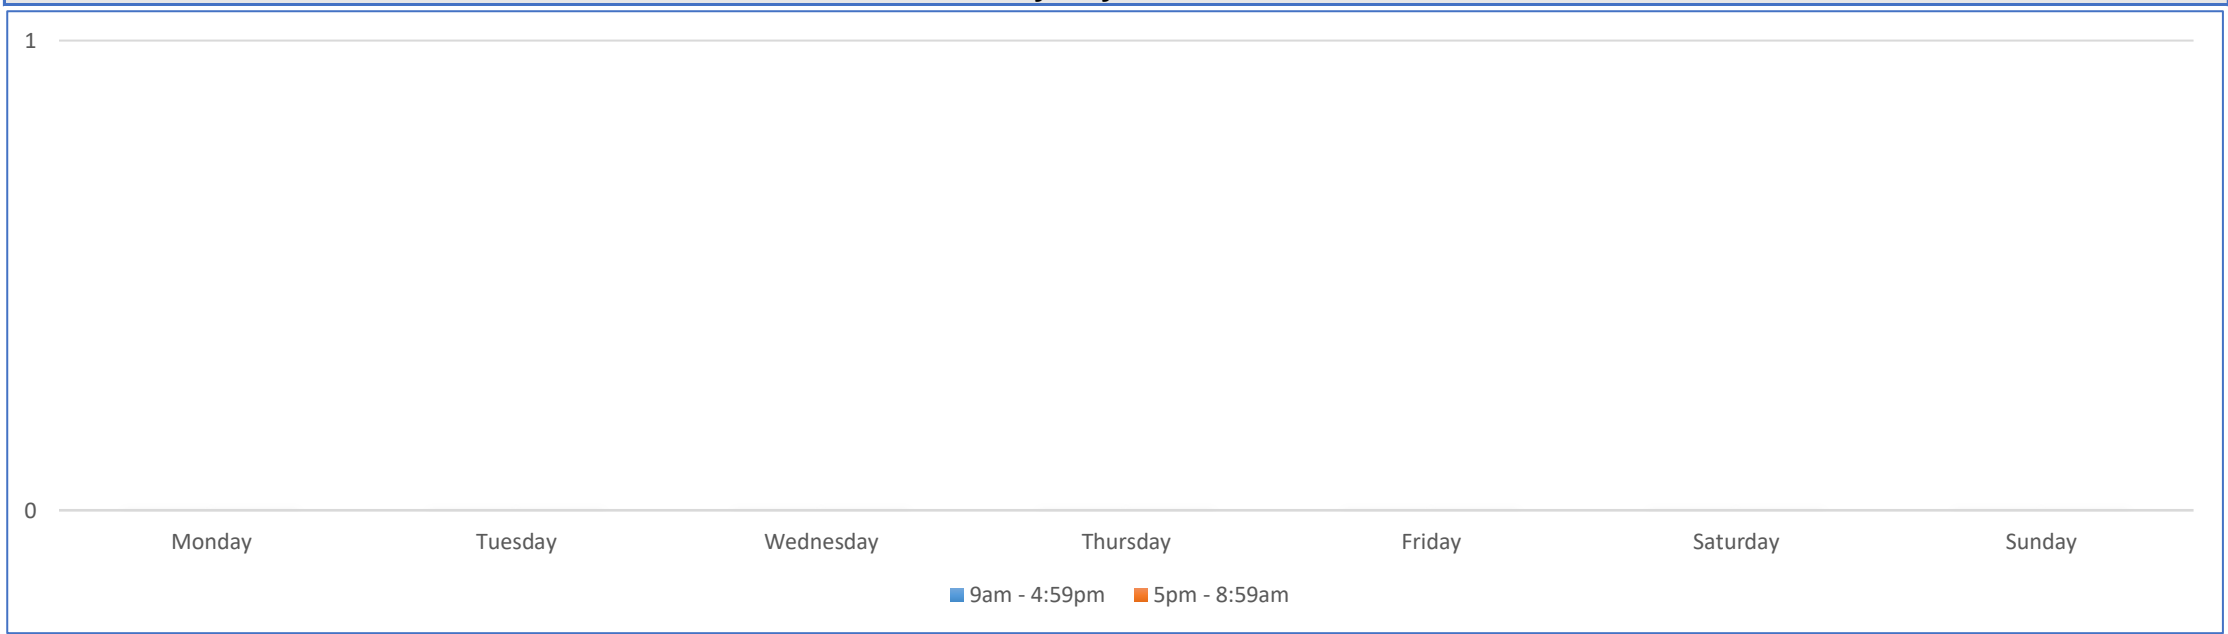 1
0
Monday Tuesday Wednesday Thursday Friday Saturday Sunday
9am - 4:59pm 5pm - 8:59am